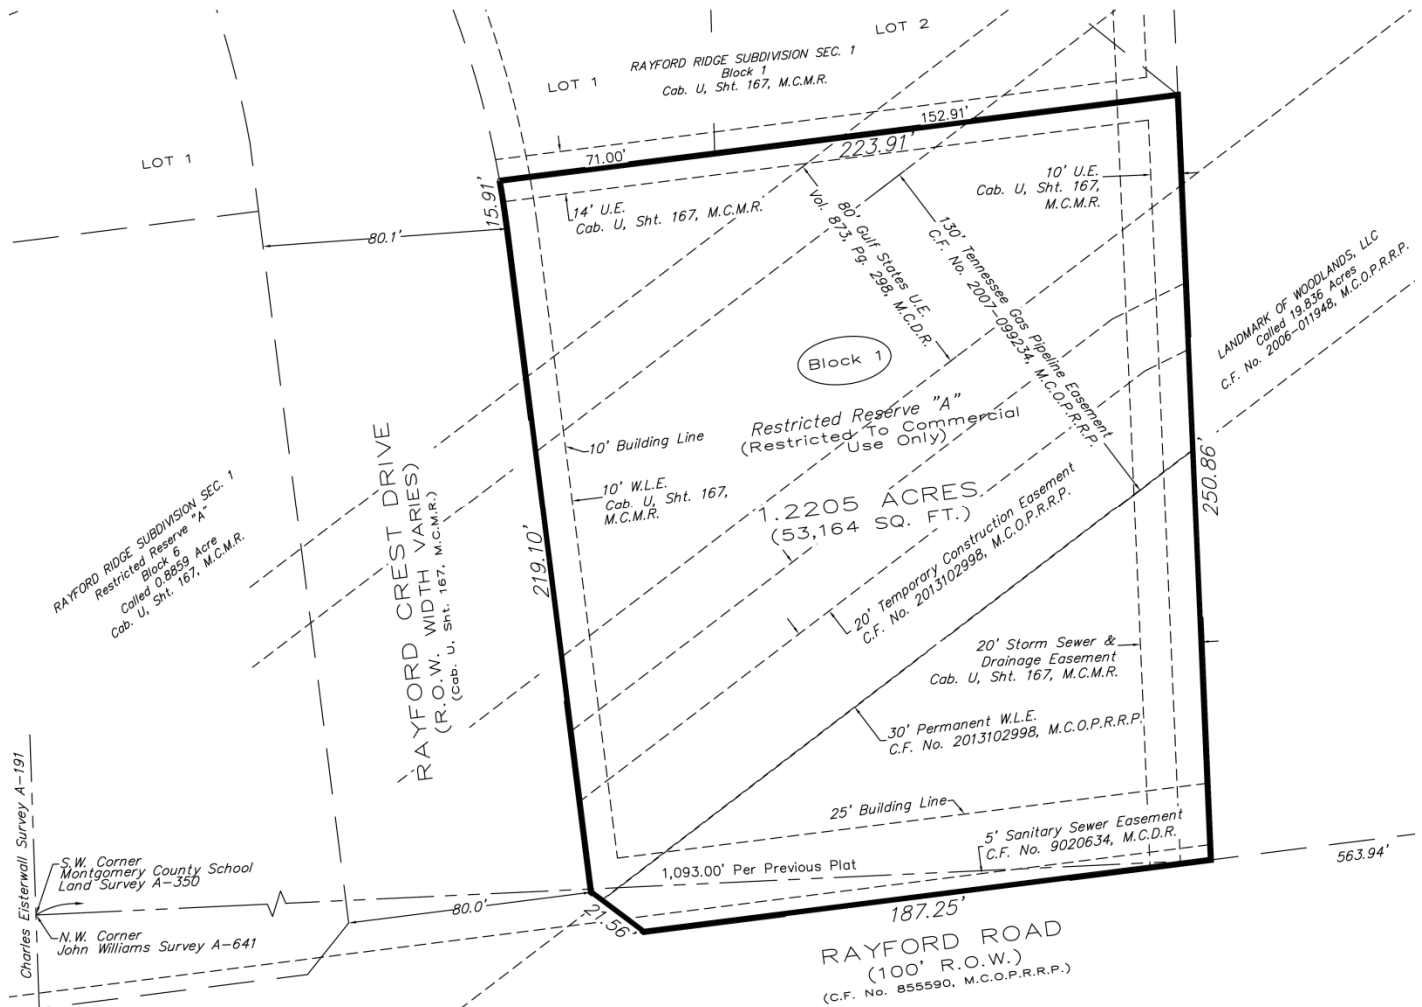 LOT 2
RAYFORD RIDGE SUBDIVISION SEC. 1
Block 1
Cab. U, Sht. 167, M.C.M.R.
LOT 1
LOT 1
152.91'
71.00'
223.91'
15.91'
14' U.E.
Cab. U, Sht. 167, M.C.M.R.
10' U.E.
Cab. U, Sht. 167,
M.C.M.R.
80.1'
80' Gulf States U.E.
Vol. 873, Pg. 298, M.C.D.R.
130' Tennessee Gas Pipeline Easement
C.F. No. 2007-099234, M.C.O.P.R.R.P.
LANDMARK OF WOODLANDS, LLC
Called 19.836 Acres
C.F. No. 2006-011948, M.C.O.P.R.R.P.
Block 1
Restricted Reserve "A"
(Restricted To Commercial
Use Only)
10' Building Line
10' W.L.E.
Cab. U, Sht. 167,
M.C.M.R.
1.2205 ACRES
(53,164 SQ. FT.)
20' Temporary Construction Easement
C.F. No. 2013102998, M.C.O.P.R.R.P.
250.86'
219.10'
RAYFORD CREST DRIVE
(R.O.W. WIDTH VARIES)
(Cab. U, Sht. 167, M.C.M.R.)
RAYFORD RIDGE SUBDIVISION SEC. 1
Restricted Reserve "A"
Block 6
Called 0.8859 Acre
Cab. U, Sht. 167, M.C.M.R.
20' Storm Sewer &
Drainage Easement
Cab. U, Sht. 167, M.C.M.R.
30' Permanent W.L.E.
C.F. No. 2013102998, M.C.O.P.R.R.P.
25' Building Line
5' Sanitary Sewer Easement
C.F. No. 9020634, M.C.D.R.
1,093.00' Per Previous Plat
563.94'
Charles Eisterwall Survey A-191
S.W. Corner
Montgomery County School
Land Survey A-350
N.W. Corner
John Williams Survey A-641
80.0'
21.56'
187.25'
RAYFORD ROAD
(100' R.O.W.)
(C.F. No. 855590, M.C.O.P.R.R.P.)